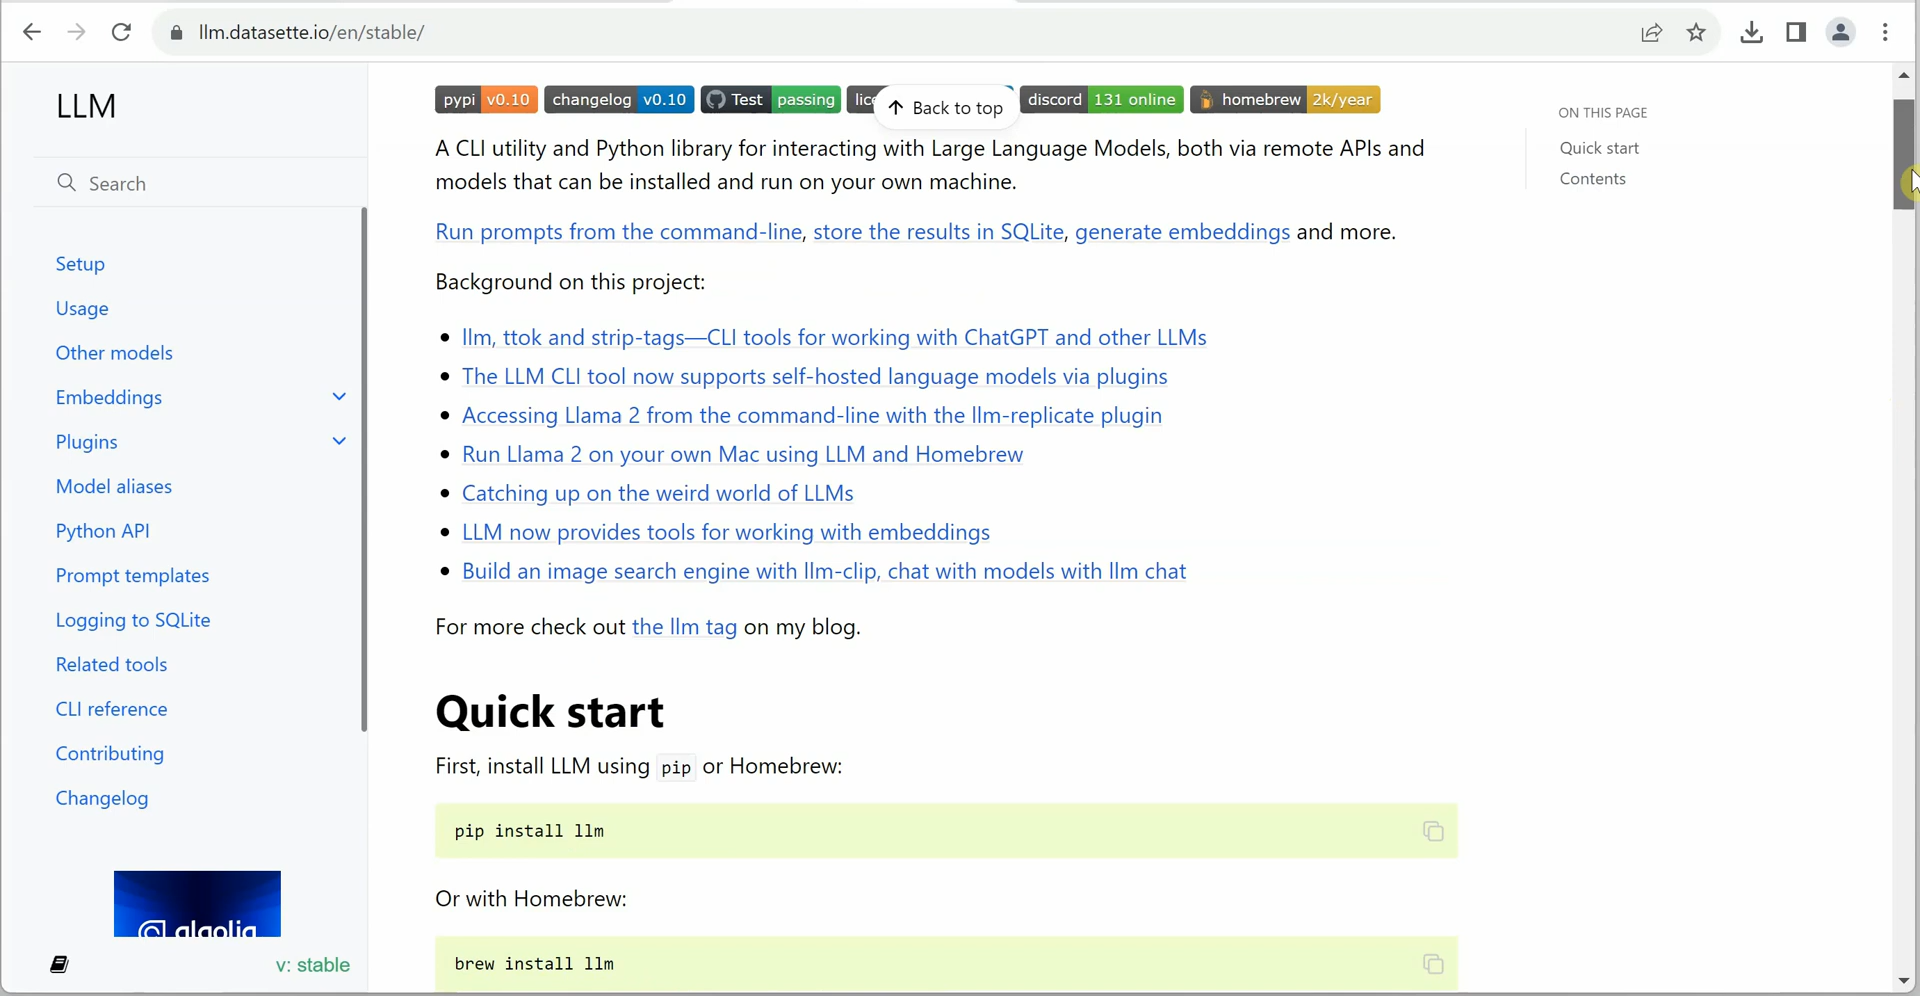 llm.datasette.io/en/stable/
LLM
Search
Setup
Usage
Other models
Embeddings
Plugins
Model aliases
Python API
Prompt templates
Logging to SQLite
Related tools
CLI reference
Contributing
Changelog
algolia
v: stable
pypi v0.10 changelog v0.10 Test passing lice discord 131 online homebrew 2k/year
Back to top
A CLI utility and Python library for interacting with Large Language Models, both via remote APIs and
models that can be installed and run on your own machine.
Run prompts from the command-line, store the results in SQLite, generate embeddings and more.
Background on this project:
llm, ttok and strip-tags—CLI tools for working with ChatGPT and other LLMs
The LLM CLI tool now supports self-hosted language models via plugins
Accessing Llama 2 from the command-line with the llm-replicate plugin
Run Llama 2 on your own Mac using LLM and Homebrew
Catching up on the weird world of LLMs
LLM now provides tools for working with embeddings
Build an image search engine with llm-clip, chat with models with llm chat
For more check out the llm tag on my blog.
Quick start
First, install LLM using pip or Homebrew:
pip install llm
Or with Homebrew:
brew install llm
ON THIS PAGE
Quick start
Contents